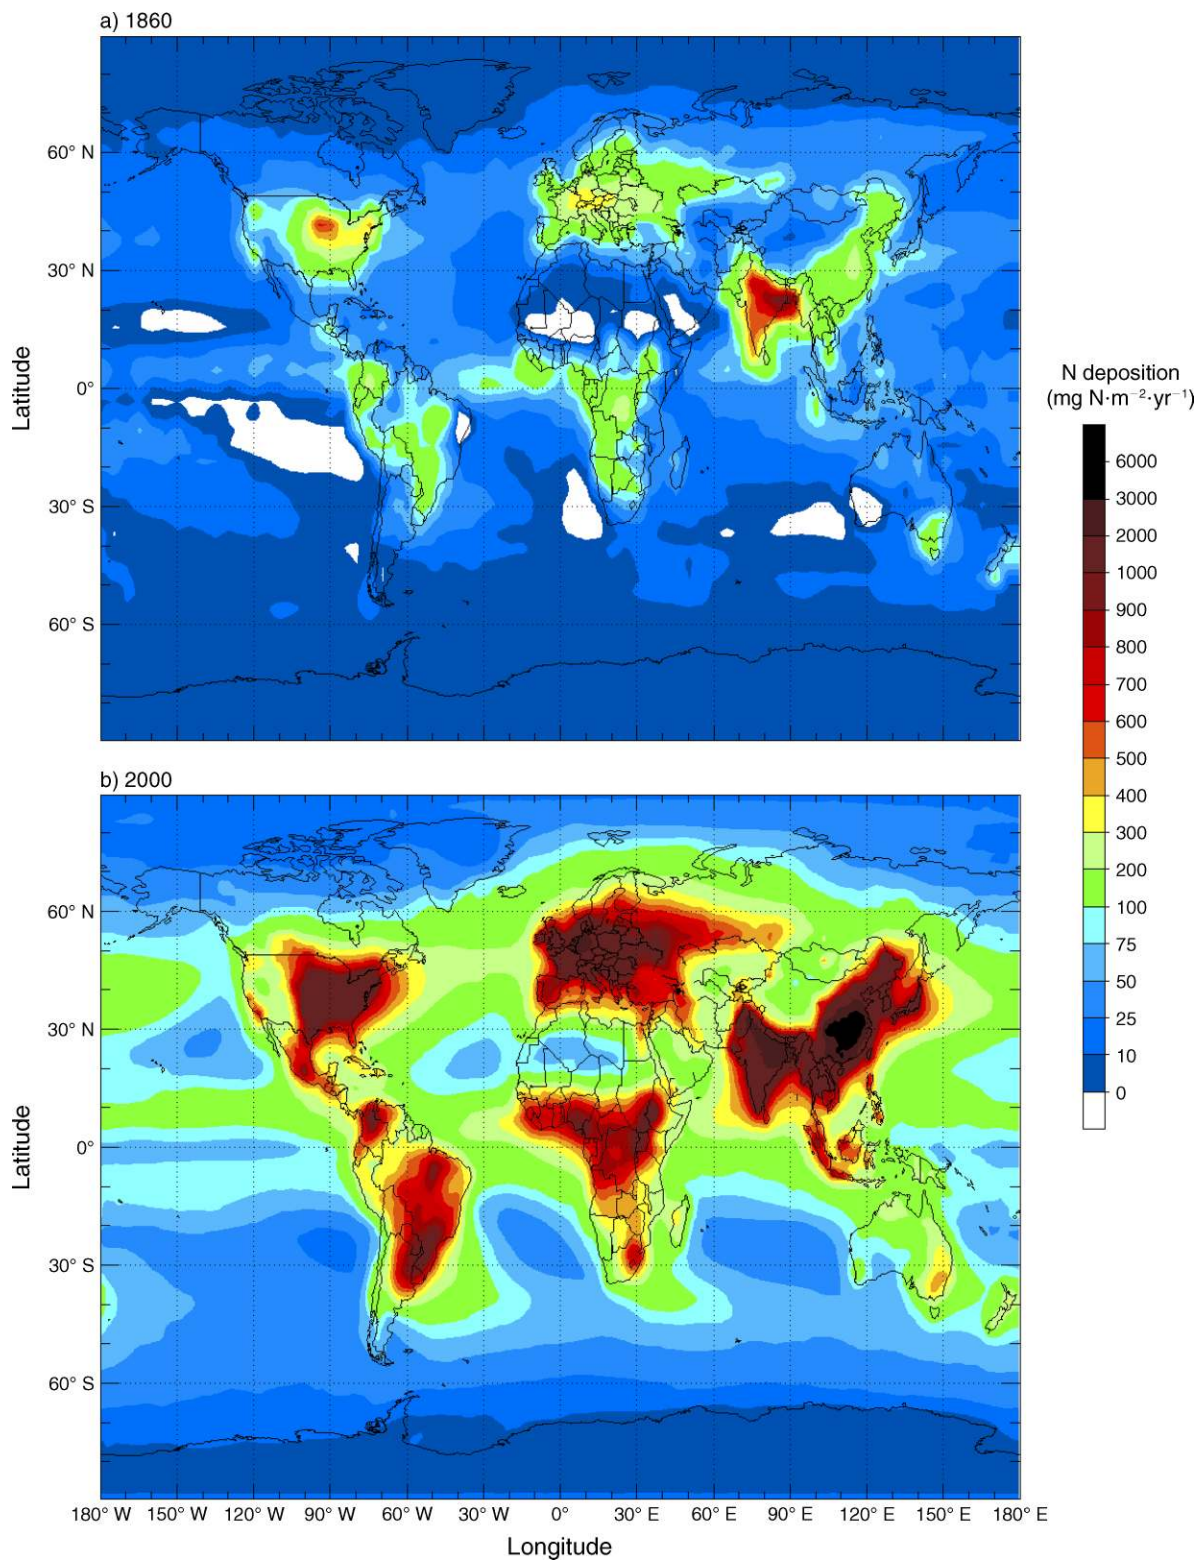 a) 1860
60° N
30° N
0°
30° S
60° S
Latitude
N deposition
(mg N·m⁻²·yr⁻¹)
6000
3000
2000
1000
900
800
700
600
500
400
300
200
100
75
50
25
10
0
b) 2000
60° N
30° N
0°
30° S
60° S
Latitude
180° W 150° W 120° W 90° W 60° W 30° W 0° 30° E 60° E 90° E 120° E 150° E 180° E
Longitude